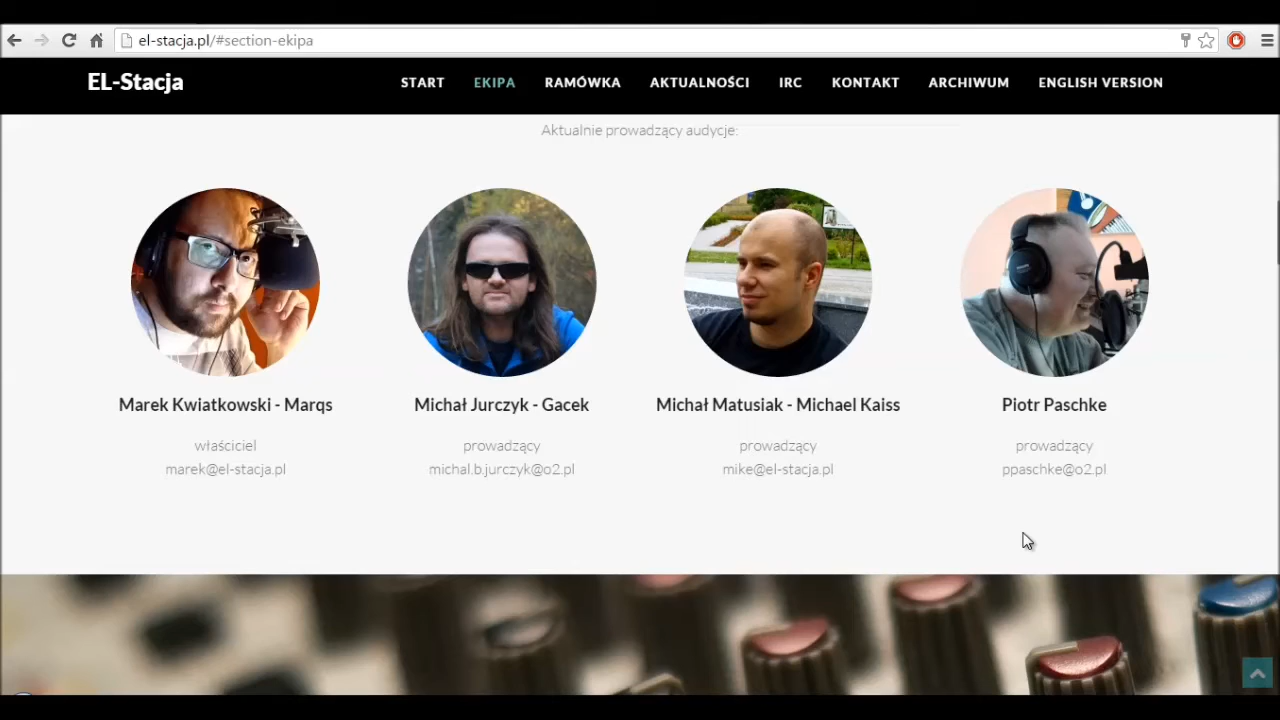 el-stacja.pl/#section-ekipa
EL-Stacja START EKIPA RAMÓWKA AKTUALNOŚCI IRC KONTAKT ARCHIWUM ENGLISH VERSION
Aktualnie prowadzący audycje:
Marek Kwiatkowski - Marqs
właściciel
marek@el-stacja.pl
Michał Jurczyk - Gacek
prowadzący
michal.b.jurczyk@o2.pl
Michał Matusiak - Michael Kaiss
prowadzący
mike@el-stacja.pl
Piotr Paschke
prowadzący
ppaschke@o2.pl